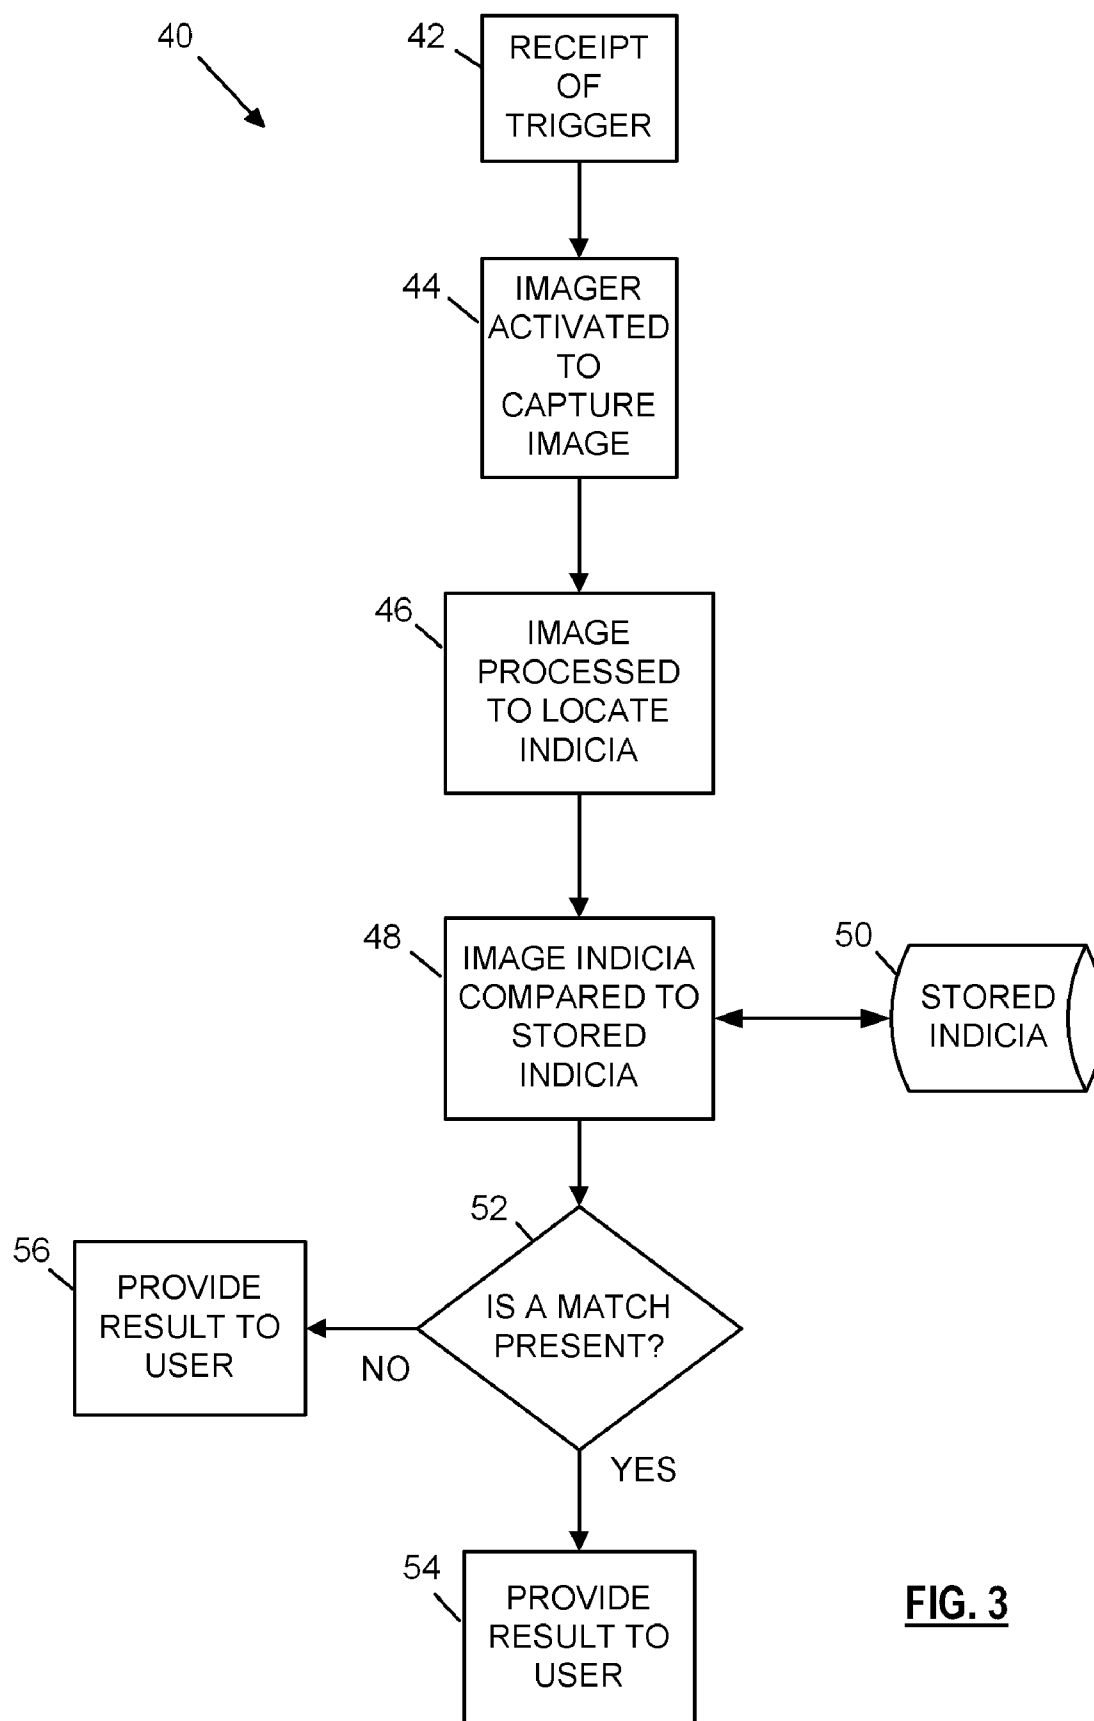 40
42
RECEIPT
OF
TRIGGER
44
IMAGER
ACTIVATED
TO
CAPTURE
IMAGE
46
IMAGE
PROCESSED
TO LOCATE
INDICIA
48
IMAGE INDICIA
COMPARED TO
STORED
INDICIA
50
STORED
INDICIA
52
IS A MATCH
PRESENT?
56
PROVIDE
RESULT TO
USER
NO
YES
54
PROVIDE
RESULT TO
USER
FIG. 3